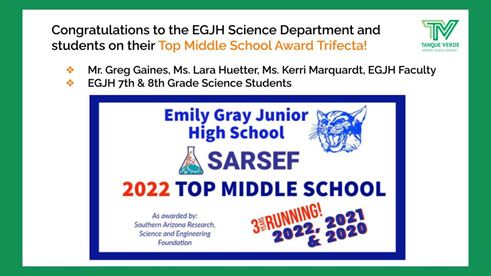 Congratulations to the EGJH Science Department and
students on their Top Middle School Award Trifecta!
TANQUE VERDE
Mr. Greg Gaines, Ms. Lara Huetter, Ms. Kerri Marquardt, EGJH Faculty
EGJH 7th & 8th Grade Science Students
Emily Gray Junior
High School
SARSEF
2022 TOP MIDDLE SCHOOL
As awarded by:
Southern Arizona Research,
Science and Engineering
Foundation
3 YEARS RUNNING!
2022, 2021
& 2020